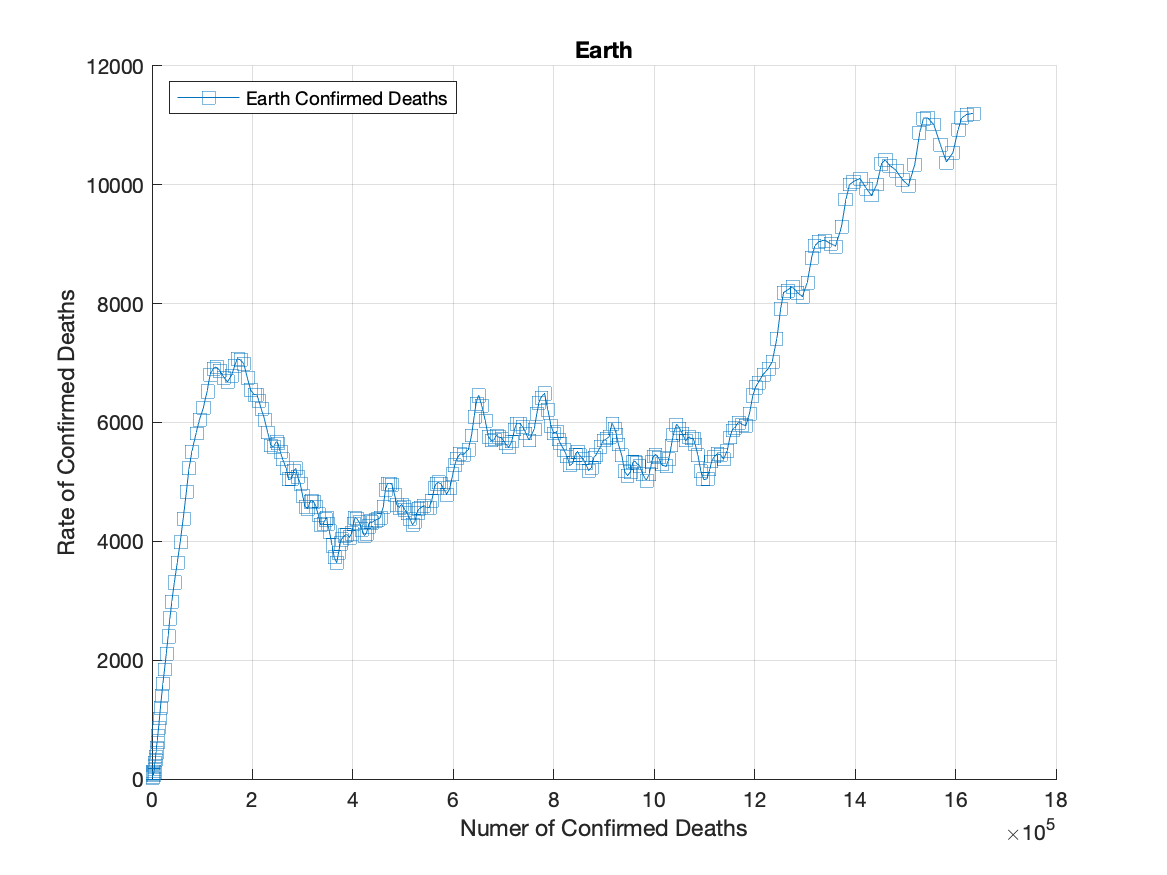 Earth
12000
Earth Confirmed Deaths
10000
8000
6000
4000
2000
0
Rate of Confirmed Deaths
0 2 4 6 8 10 12 14 16 18
Numer of Confirmed Deaths
×10^5